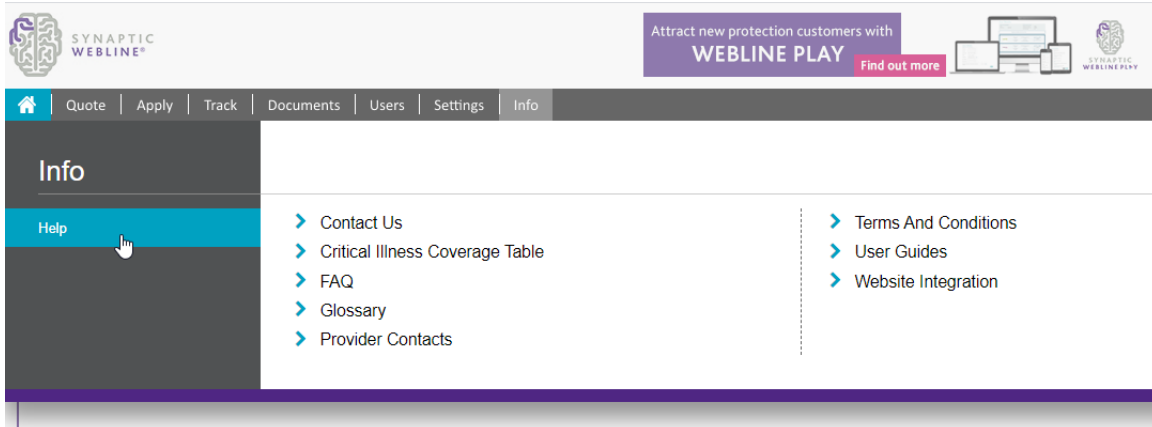 SYNAPTIC
WEBLINE®
Attract new protection customers with
WEBLINE PLAY
Find out more
SYNAPTIC
WEBLINE PLAY
Quote
Apply
Track
Documents
Users
Settings
Info
Info
Help
Contact Us
Critical Illness Coverage Table
FAQ
Glossary
Provider Contacts
Terms And Conditions
User Guides
Website Integration